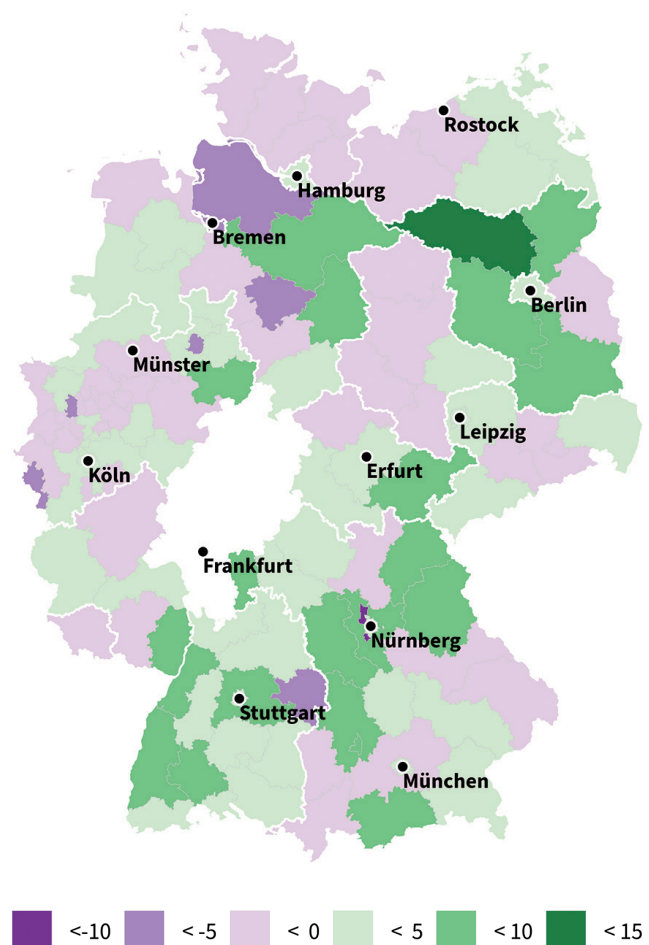 Rostock
Hamburg
Bremen
Berlin
Münster
Leipzig
Erfurt
Köln
Frankfurt
Nürnberg
Stuttgart
München
<-10 < -5 < 0 < 5 < 10 < 15